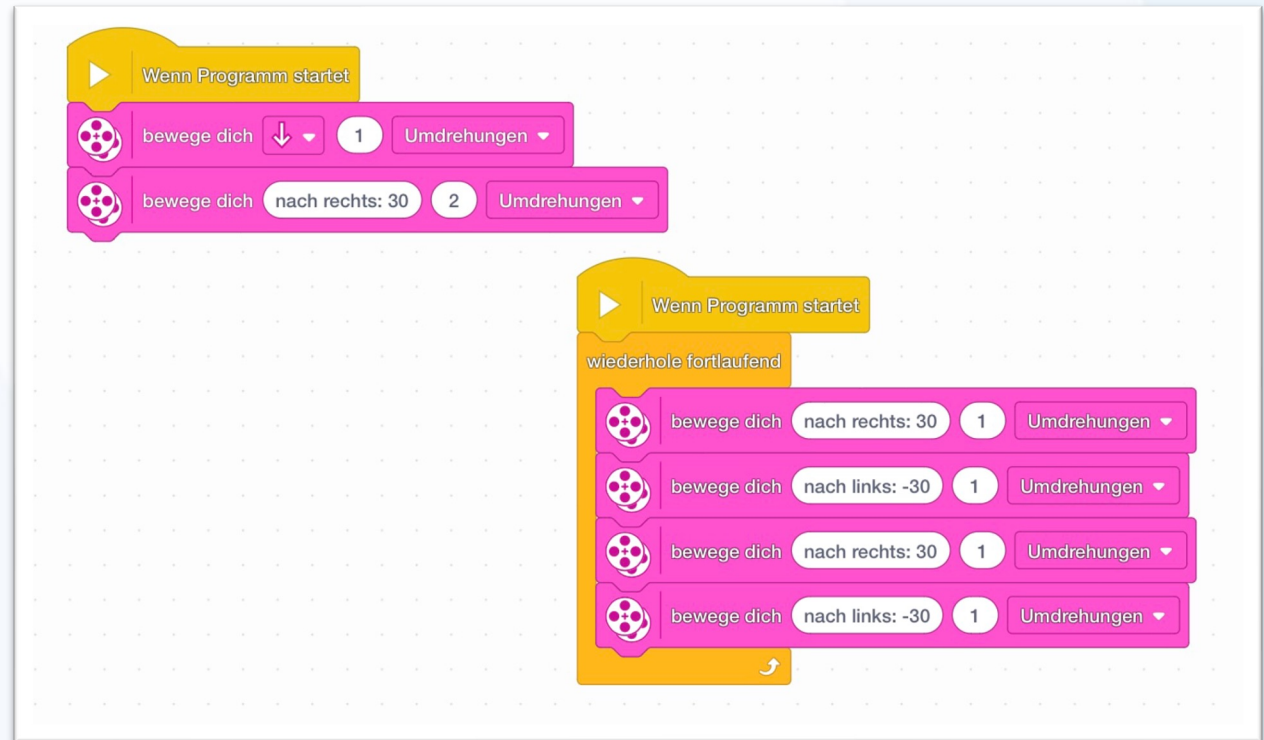 Wenn Programm startet
bewege dich 1 Umdrehungen
bewege dich nach rechts: 30 2 Umdrehungen
Wenn Programm startet
wiederhole fortlaufend
bewege dich nach rechts: 30 1 Umdrehungen
bewege dich nach links: -30 1 Umdrehungen
bewege dich nach rechts: 30 1 Umdrehungen
bewege dich nach links: -30 1 Umdrehungen